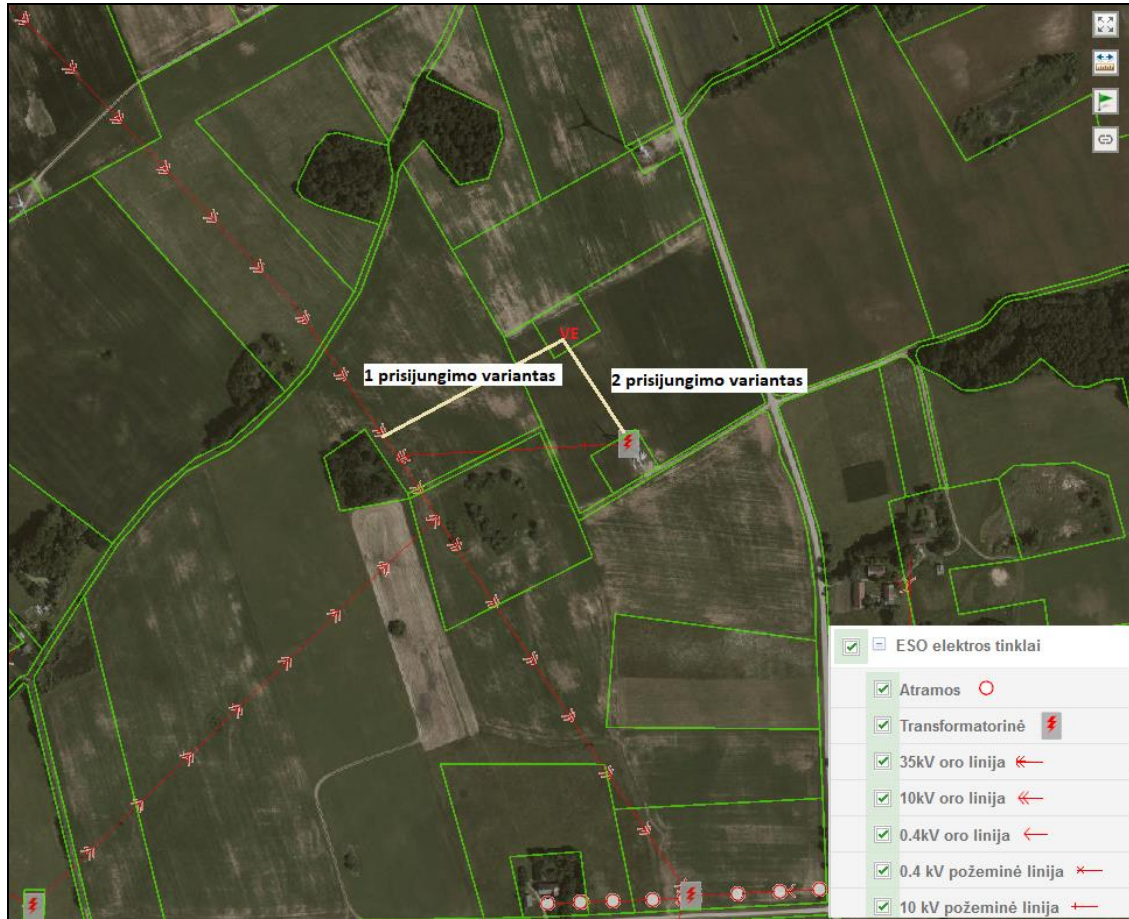 VE
1 prisijungimo variantas
2 prisijungimo variantas
ESO elektros tinklai
Atramos
Transformatorinė
35kV oro linija
10kV oro linija
0.4kV oro linija
0.4 kV požeminė linija
10 kV požeminė linija